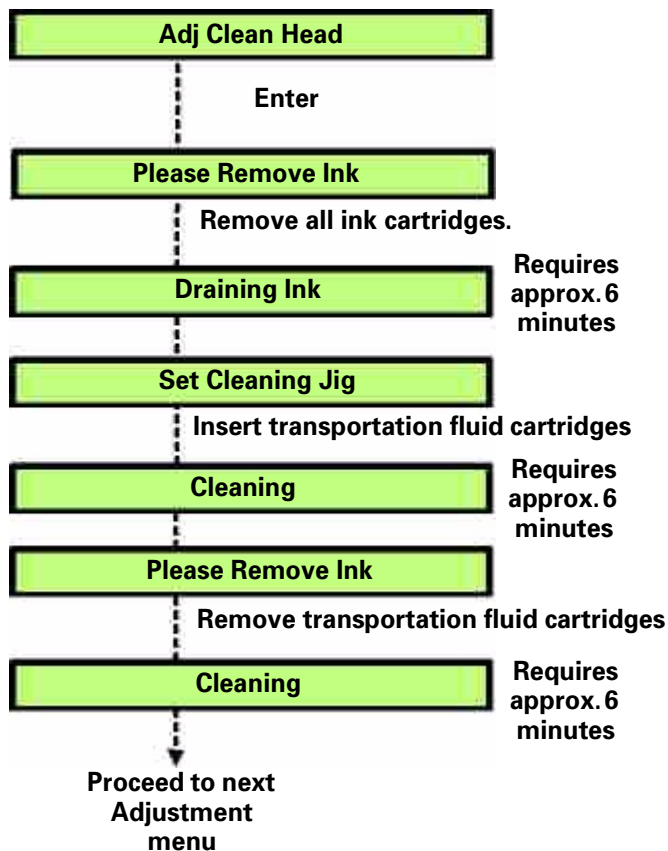 Adj Clean Head
Enter
Please Remove Ink
Remove all ink cartridges.
Draining Ink
Requires
approx. 6
minutes
Set Cleaning Jig
Insert transportation fluid cartridges
Cleaning
Requires
approx. 6
minutes
Please Remove Ink
Remove transportation fluid cartridges
Cleaning
Requires
approx. 6
minutes
Proceed to next
Adjustment
menu